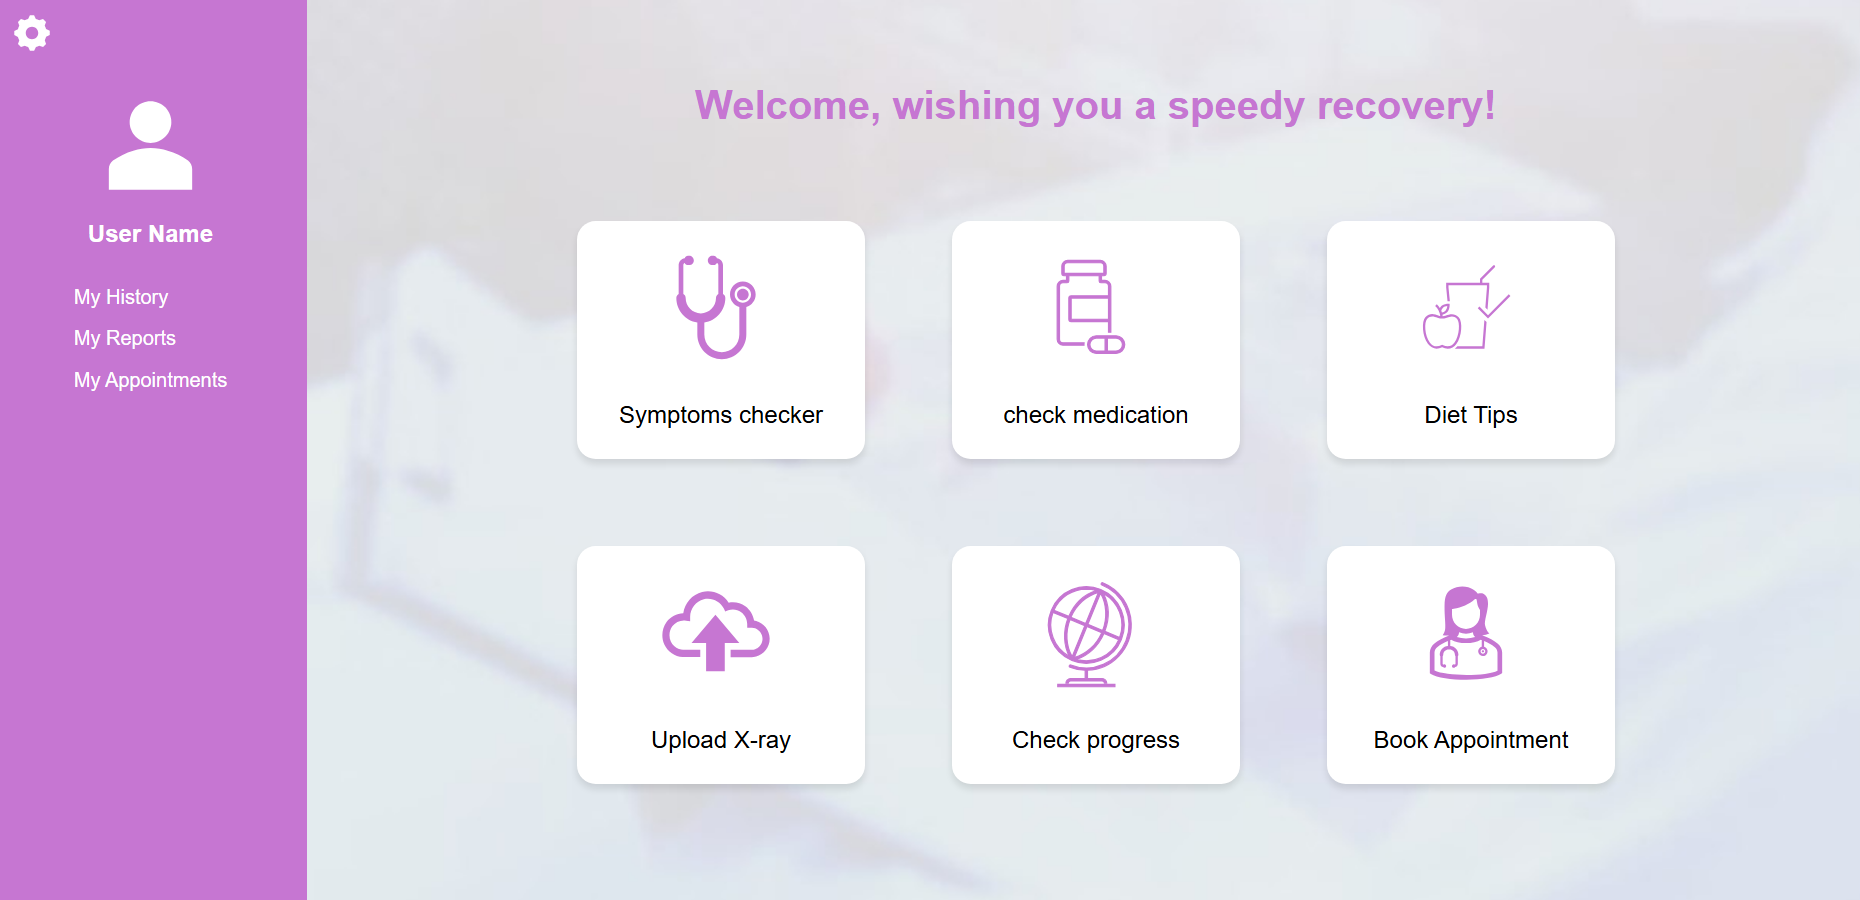 Welcome, wishing you a speedy recovery!
User Name
My History
My Reports
My Appointments
Symptoms checker
check medication
Diet Tips
Upload X-ray
Check progress
Book Appointment